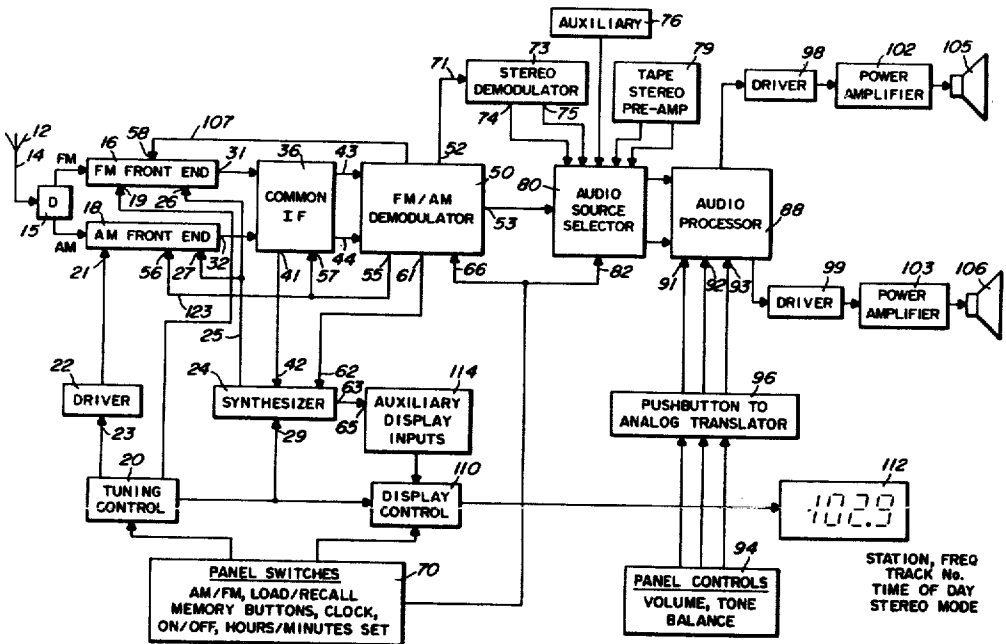 AUXILIARY
76
73
79
98
102
105
71
STEREO
DEMODULATOR
TAPE
STEREO
PRE-AMP
DRIVER
POWER
AMPLIFIER
74
75
12
14
58
107
52
FM
16
31
36
43
50
80
FM FRONT END
COMMON
IF
FM/AM
DEMODULATOR
AUDIO
SOURCE
SELECTOR
AUDIO
PROCESSOR
88
D
15
19
26
53
18
AM FRONT END
AM
32
44
21
56
27
41
57
55
61
66
82
91
92
93
99
103
106
DRIVER
POWER
AMPLIFIER
123
25
22
DRIVER
23
24
42
62
SYNTHESIZER
63
65
29
114
AUXILIARY
DISPLAY
INPUTS
96
PUSHBUTTON TO
ANALOG TRANSLATOR
20
TUNING
CONTROL
110
DISPLAY
CONTROL
112
102.9
70
PANEL SWITCHES
AM/FM, LOAD/RECALL
MEMORY BUTTONS, CLOCK,
ON/OFF, HOURS/MINUTES SET
94
PANEL CONTROLS
VOLUME, TONE
BALANCE
STATION, FREQ
TRACK No.
TIME OF DAY
STEREO MODE